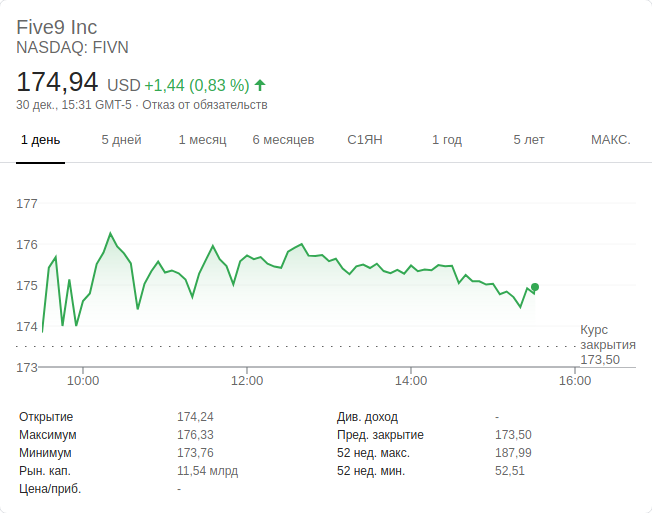 Five9 Inc
NASDAQ: FIVN
174,94 USD +1,44 (0,83 %)
30 дек., 15:31 GMT-5 · Отказ от обязательств
1 день 5 дней 1 месяц 6 месяцев С1ЯН 1 год 5 лет МАКС.
177
176
175
174
173
Курс
закрытия
173,50
10:00 12:00 14:00 16:00
Открытие 174,24 Див. доход -
Максимум 176,33 Пред. закрытие 173,50
Минимум 173,76 52 нед. макс. 187,99
Рын. кап. 11,54 млрд 52 нед. мин. 52,51
Цена/приб. -